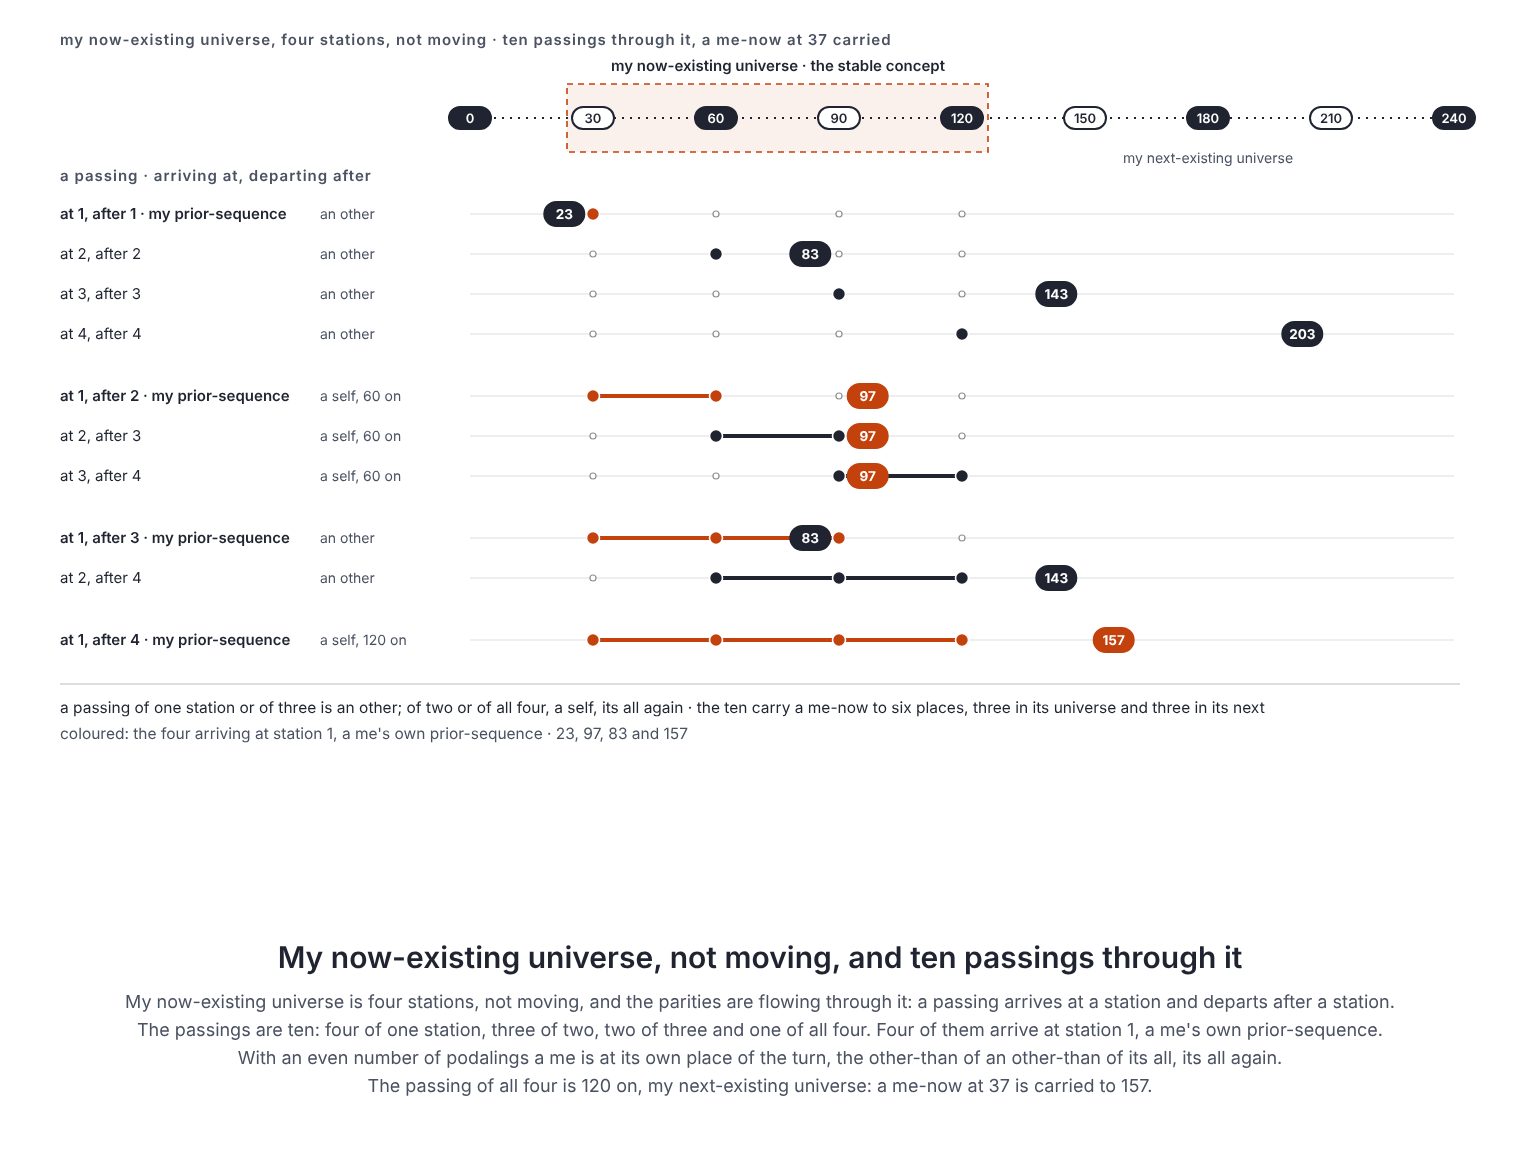 my now-existing universe, four stations, not moving · ten passings through it, a me-now at 37 carried
my now-existing universe · the stable concept
0 30 60 90 120 150 180 210 240
my next-existing universe
a passing · arriving at, departing after
at 1, after 1 · my prior-sequence an other 23
at 2, after 2 an other 83
at 3, after 3 an other 143
at 4, after 4 an other 203
at 1, after 2 · my prior-sequence a self, 60 on 97
at 2, after 3 a self, 60 on 97
at 3, after 4 a self, 60 on 97
at 1, after 3 · my prior-sequence an other 83
at 2, after 4 an other 143
at 1, after 4 · my prior-sequence a self, 120 on 157
a passing of one station or of three is an other; of two or of all four, a self, its all again · the ten carry a me-now to six places, three in its universe and three in its next
coloured: the four arriving at station 1, a me's own prior-sequence · 23, 97, 83 and 157
My now-existing universe, not moving, and ten passings through it
My now-existing universe is four stations, not moving, and the parities are flowing through it: a passing arrives at a station and departs after a station.
The passings are ten: four of one station, three of two, two of three and one of all four. Four of them arrive at station 1, a me's own prior-sequence.
With an even number of podalings a me is at its own place of the turn, the other-than of an other-than of its all, its all again.
The passing of all four is 120 on, my next-existing universe: a me-now at 37 is carried to 157.